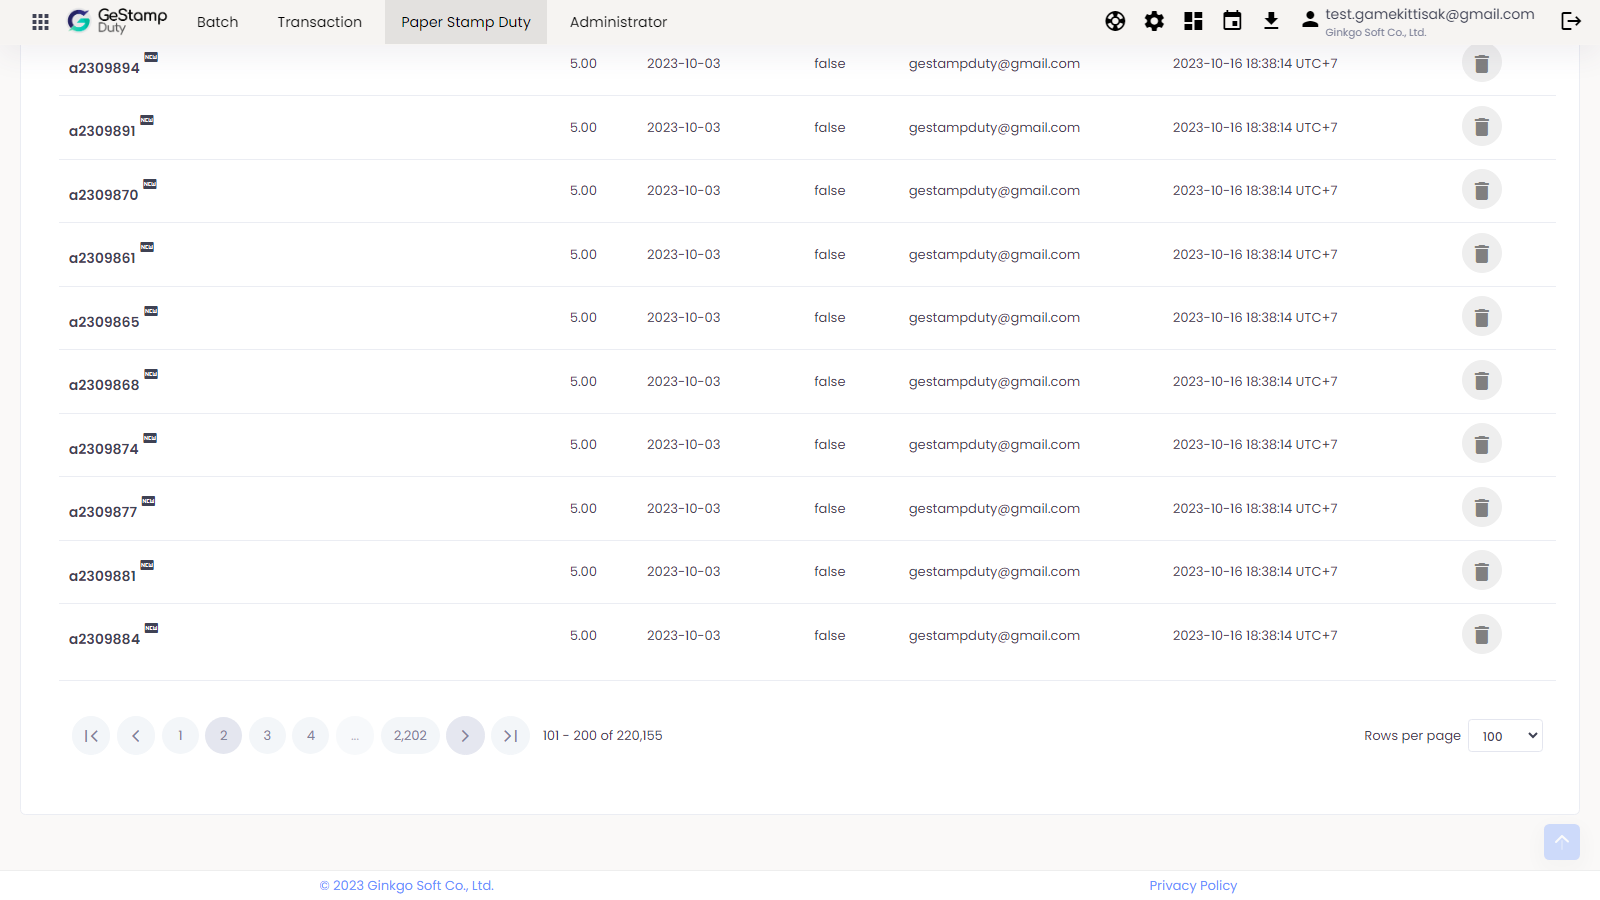 GeStamp
Duty
Batch
Transaction
Paper Stamp Duty
Administrator
test.gamekittisak@gmail.com
Ginkgo Soft Co., Ltd.
a2309894 NEW 5.00 2023-10-03 false gestampduty@gmail.com 2023-10-16 18:38:14 UTC+7
a2309891 NEW 5.00 2023-10-03 false gestampduty@gmail.com 2023-10-16 18:38:14 UTC+7
a2309870 NEW 5.00 2023-10-03 false gestampduty@gmail.com 2023-10-16 18:38:14 UTC+7
a2309861 NEW 5.00 2023-10-03 false gestampduty@gmail.com 2023-10-16 18:38:14 UTC+7
a2309865 NEW 5.00 2023-10-03 false gestampduty@gmail.com 2023-10-16 18:38:14 UTC+7
a2309868 NEW 5.00 2023-10-03 false gestampduty@gmail.com 2023-10-16 18:38:14 UTC+7
a2309874 NEW 5.00 2023-10-03 false gestampduty@gmail.com 2023-10-16 18:38:14 UTC+7
a2309877 NEW 5.00 2023-10-03 false gestampduty@gmail.com 2023-10-16 18:38:14 UTC+7
a2309881 NEW 5.00 2023-10-03 false gestampduty@gmail.com 2023-10-16 18:38:14 UTC+7
a2309884 NEW 5.00 2023-10-03 false gestampduty@gmail.com 2023-10-16 18:38:14 UTC+7
1 2 3 4 ... 2,202 101 - 200 of 220,155 Rows per page 100
© 2023 Ginkgo Soft Co., Ltd. Privacy Policy